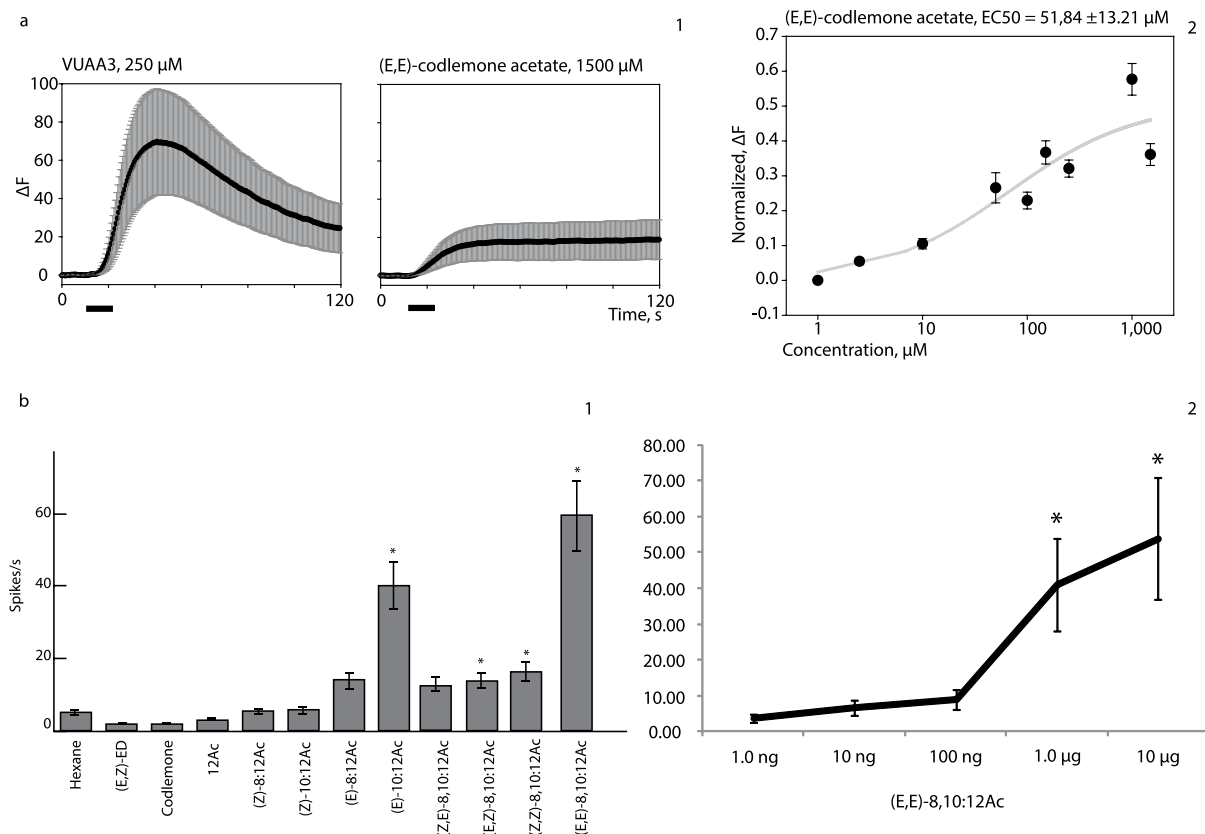 a
1
VUAA3, 250 µM
(E,E)-codlemone acetate, 1500 µM
100
80
60
40
20
0
ΔF
0
120
0
120
Time, s
(E,E)-codlemone acetate, EC50 = 51,84 ±13.21 µM
2
0.7
0.6
0.5
0.4
0.3
0.2
0.1
0.0
-0.1
Normalized, ΔF
1
10
100
1,000
Concentration, µM
b
1
60
40
20
0
Spikes/s
*
*
*
*
Hexane
(E,Z)-ED
Codlemone
12Ac
(Z)-8:12Ac
(Z)-10:12Ac
(E)-8:12Ac
(E)-10:12Ac
(Z,E)-8,10:12Ac
(E,Z)-8,10:12Ac
(Z,Z)-8,10:12Ac
(E,E)-8,10:12Ac
2
80.00
70.00
60.00
50.00
40.00
30.00
20.00
10.00
0.00
*
*
1.0 ng
10 ng
100 ng
1.0 µg
10 µg
(E,E)-8,10:12Ac